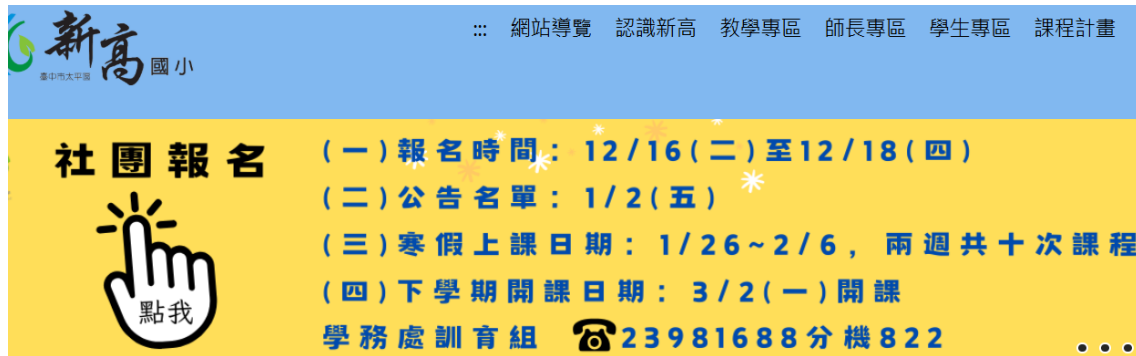 新高國小
臺中市太平區
::: 網站導覽 認識新高 教學專區 師長專區 學生專區 課程計畫
社團報名
點我
(一)報名時間：12/16(二)至12/18(四)
(二)公告名單：1/2(五)
(三)寒假上課日期：1/26~2/6，兩週共十次課程
(四)下學期開課日期：3/2(一)開課
學務處訓育組 ☎23981688分機822